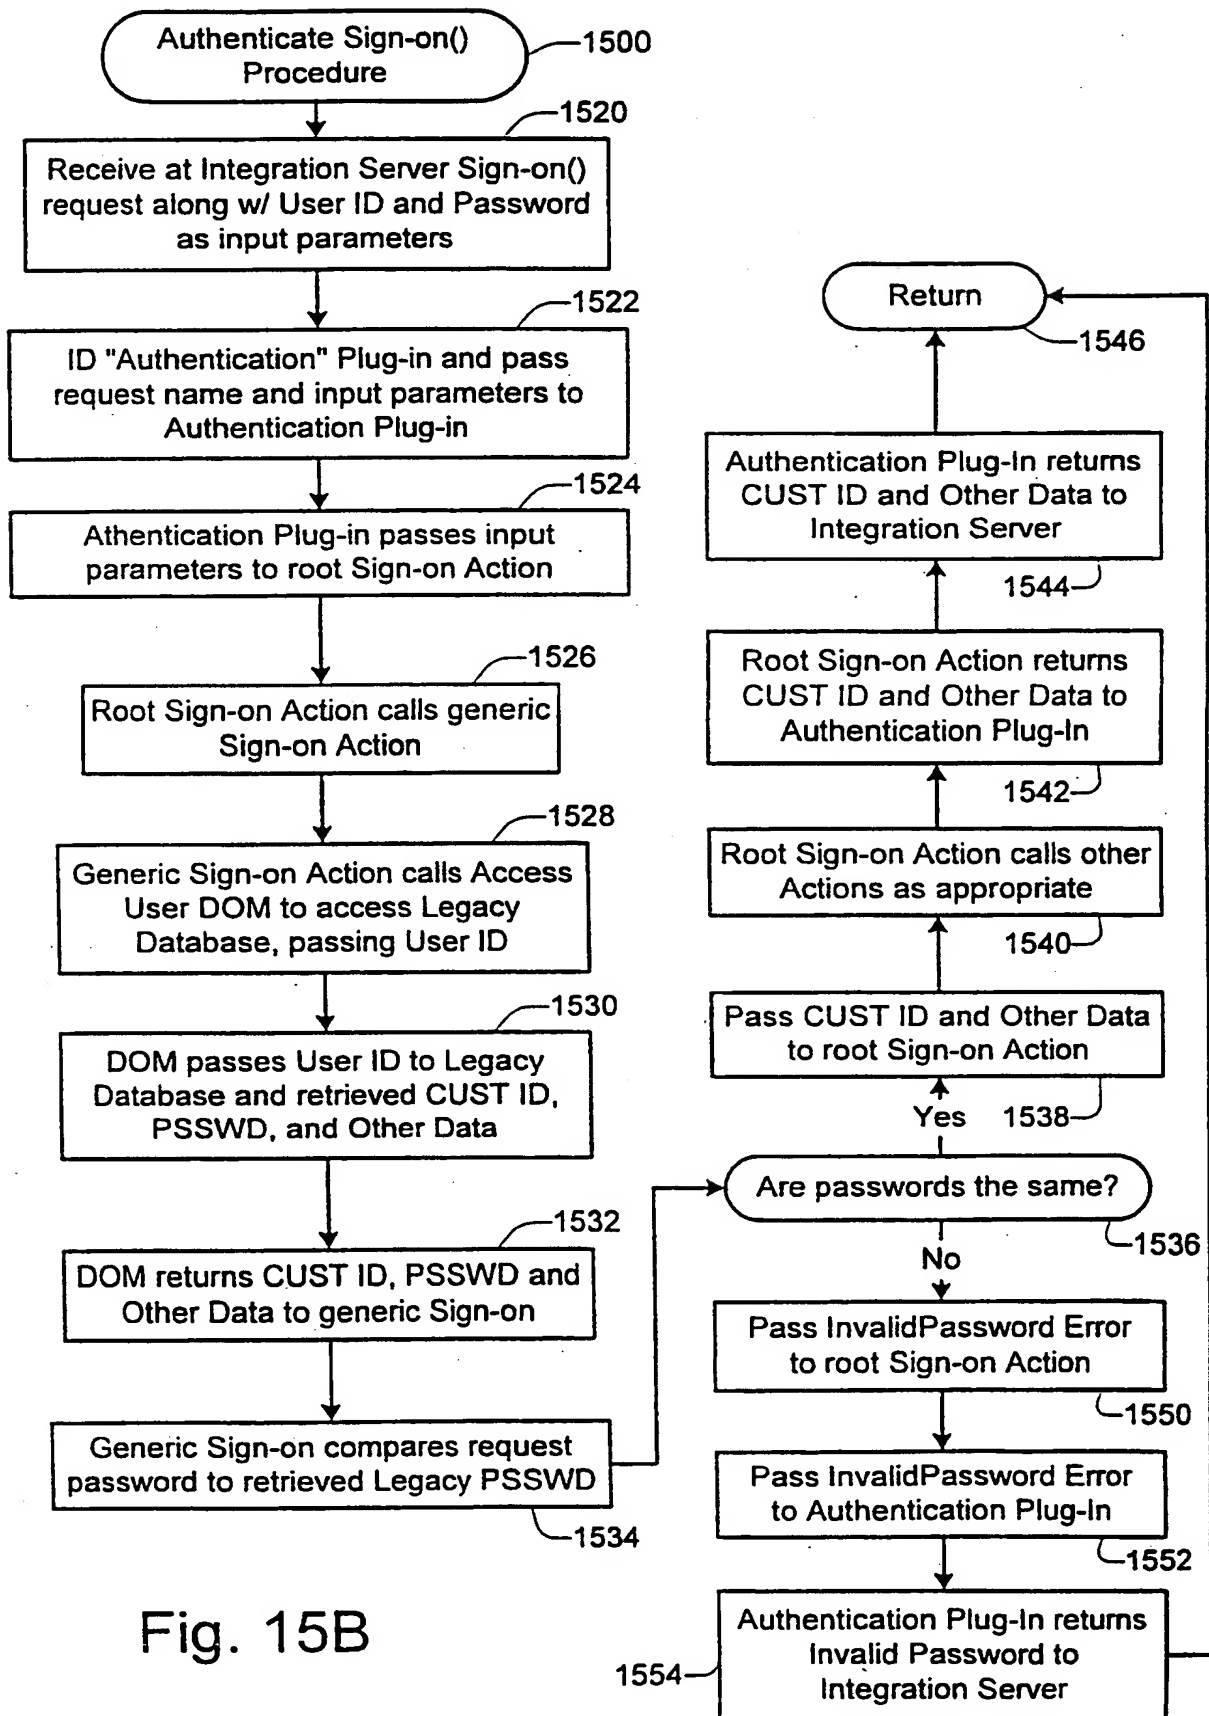 Authenticate Sign-on()
Procedure
1500
1520
Receive at Integration Server Sign-on()
request along w/ User ID and Password
as input parameters
1522
ID "Authentication" Plug-in and pass
request name and input parameters to
Authentication Plug-in
1524
Athentication Plug-in passes input
parameters to root Sign-on Action
1526
Root Sign-on Action calls generic
Sign-on Action
1528
Generic Sign-on Action calls Access
User DOM to access Legacy
Database, passing User ID
1530
DOM passes User ID to Legacy
Database and retrieved CUST ID,
PSSWD, and Other Data
1532
DOM returns CUST ID, PSSWD and
Other Data to generic Sign-on
Generic Sign-on compares request
password to retrieved Legacy PSSWD
1534
Return
1546
Authentication Plug-In returns
CUST ID and Other Data to
Integration Server
1544
Root Sign-on Action returns
CUST ID and Other Data to
Authentication Plug-In
1542
Root Sign-on Action calls other
Actions as appropriate
1540
Pass CUST ID and Other Data
to root Sign-on Action
Yes
1538
Are passwords the same?
1536
No
Pass InvalidPassword Error
to root Sign-on Action
1550
Pass InvalidPassword Error
to Authentication Plug-In
1552
Authentication Plug-In returns
Invalid Password to
Integration Server
1554
Fig. 15B